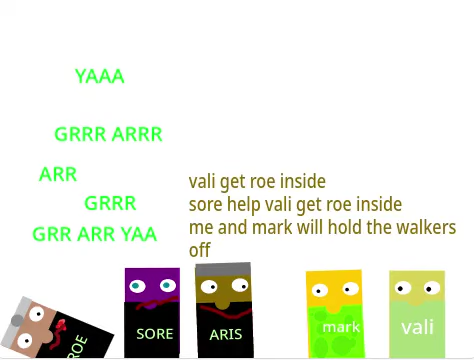 YAAA
GRRR ARRR
ARR
GRRR
GRR ARR YAA
vali get roe inside
sore help vali get roe inside
me and mark will hold the walkers
off
ROE
SORE
ARIS
mark
vali